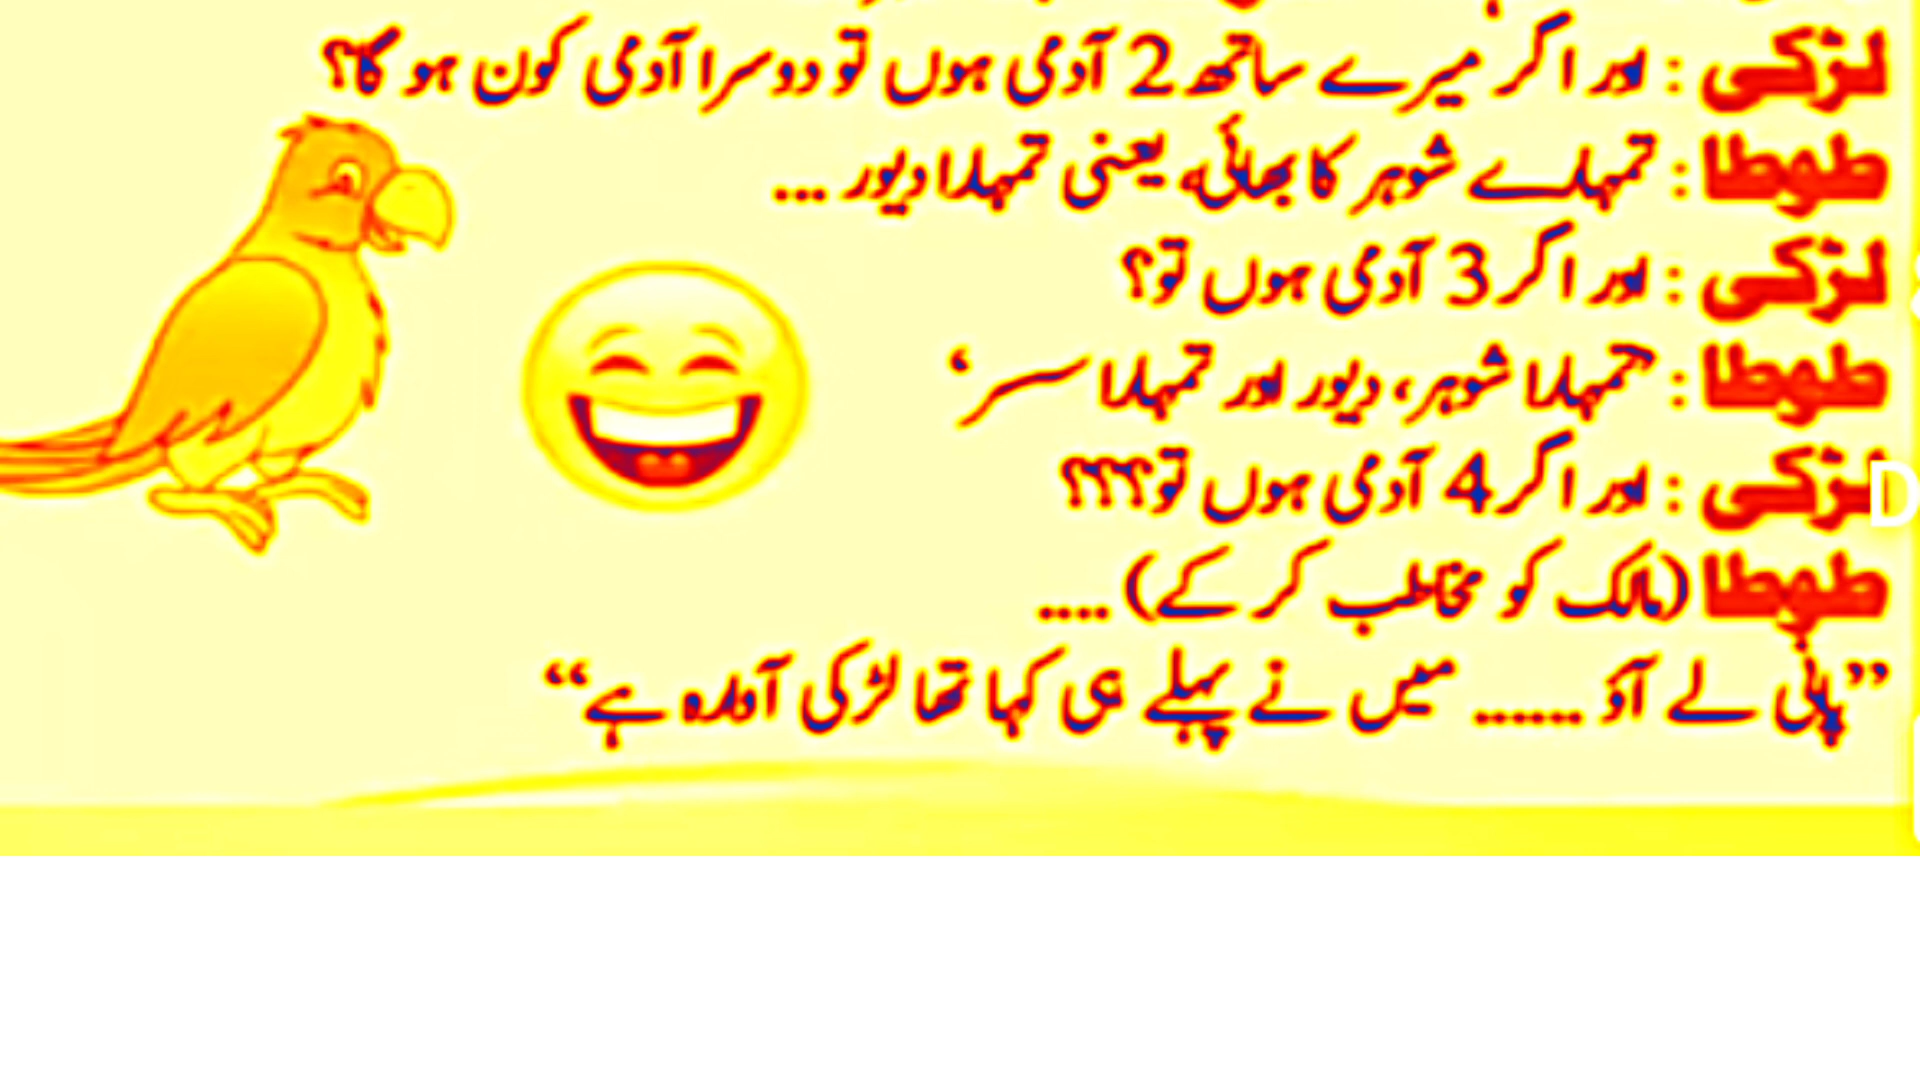 لڑکی : اور اگر میرے ساتھ 2 آدمی ہوں تو دوسرا آدمی کون ہو گا؟
طوطا : تمہارے شوہر کا بھائی، یعنی تمہارا دیور ...
لڑکی : اور اگر 3 آدمی ہوں تو؟
طوطا : ”تمہارا شوہر، دیور اور تمہارا سسر‘
لڑکی : اور اگر 4 آدمی ہوں تو؟؟؟
طوطا (مالک کو مخاطب کر کے) ....
”پانی لے آؤ ...... میں نے پہلے ہی کہا تھا لڑکی آوارہ ہے“
D